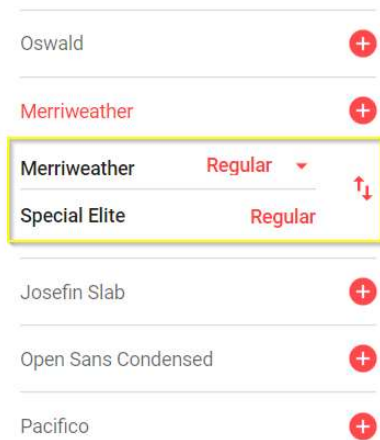 Oswald
Merriweather
Merriweather Regular
Special Elite Regular
Josefin Slab
Open Sans Condensed
Pacifico